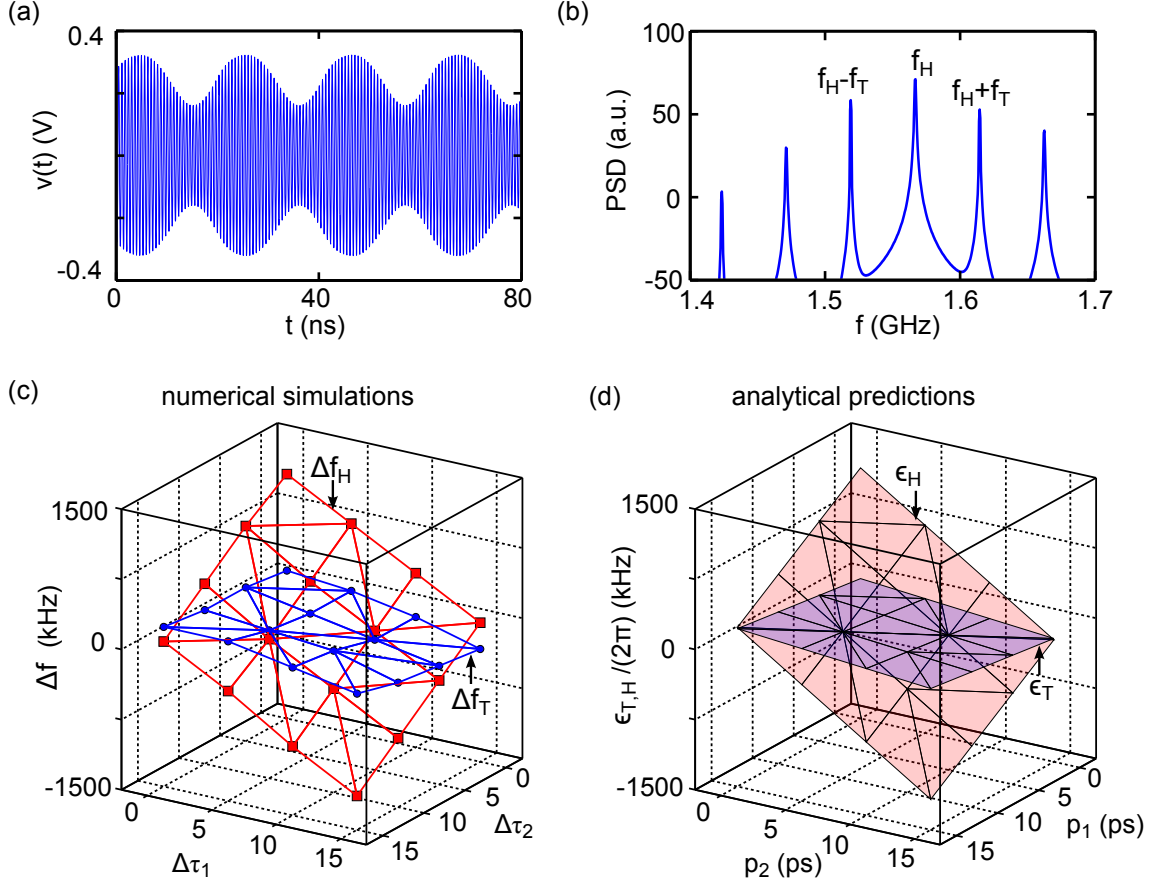 (a)
0.4
v(t) (V)
-0.4
0
40
80
t (ns)
(b)
100
50
0
-50
PSD (a.u.)
f_H-f_T
f_H
f_H+f_T
1.4
1.5
1.6
1.7
f (GHz)
(c)
numerical simulations
Δf_H
Δf_T
1500
0
-1500
Δf (kHz)
0
5
10
15
Δτ_1
0
5
10
15
Δτ_2
(d)
analytical predictions
ϵ_H
ϵ_T
1500
0
-1500
ϵ_T,H /(2π) (kHz)
0
5
10
15
p_2 (ps)
0
5
10
15
p_1 (ps)